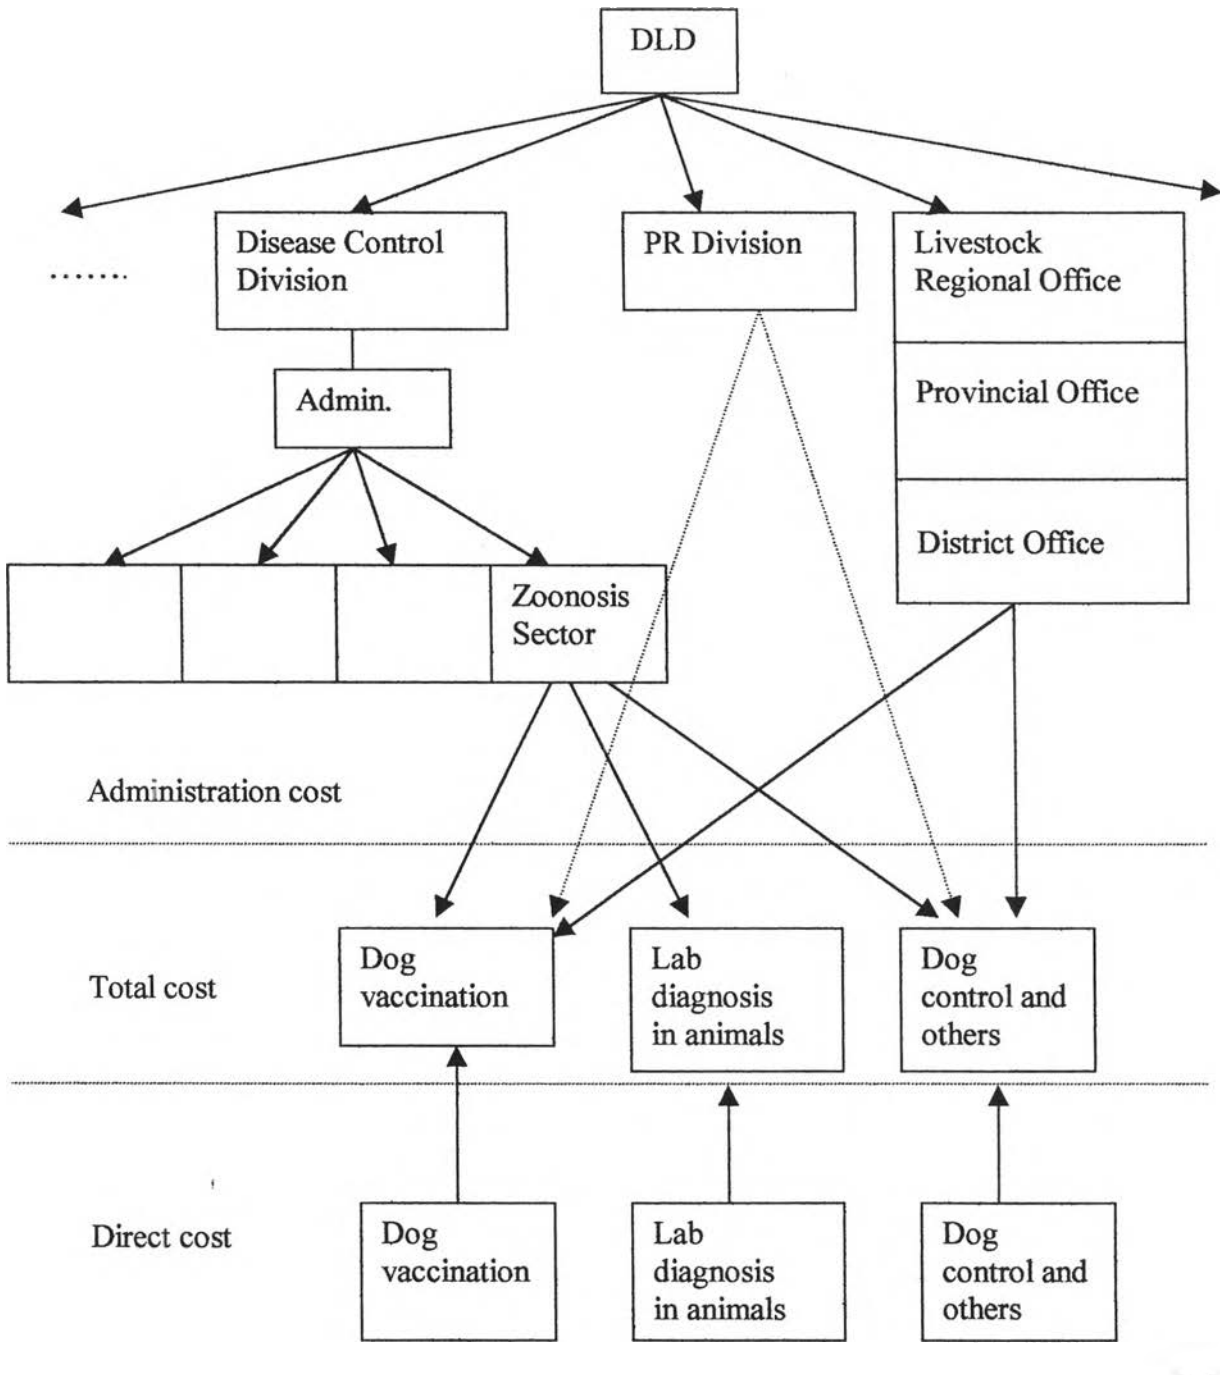 DLD
.......
Disease Control
Division
PR Division
Livestock
Regional Office
Admin.
Provincial Office
District Office
Zoonosis
Sector
Administration cost
Total cost
Dog
vaccination
Lab
diagnosis
in animals
Dog
control and
others
Direct cost
Dog
vaccination
Lab
diagnosis
in animals
Dog
control and
others